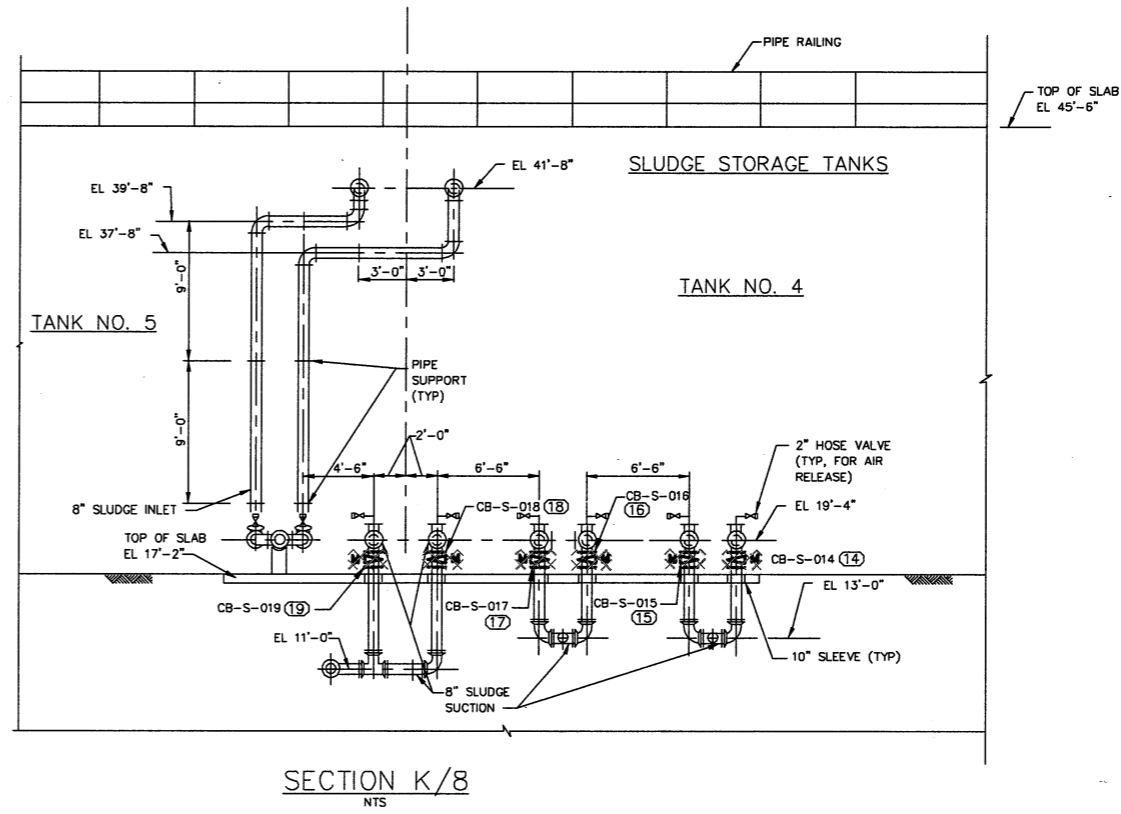 PIPE RAILING
TOP OF SLAB
EL 45'-6"
SLUDGE STORAGE TANKS
EL 41'-8"
EL 39'-8"
EL 37'-8"
3'-0"
3'-0"
9'-0"
TANK NO. 4
TANK NO. 5
PIPE
SUPPORT
(TYP)
9'-0"
2'-0"
4'-6"
6'-6"
6'-6"
2" HOSE VALVE
(TYP, FOR AIR
RELEASE)
8" SLUDGE INLET
CB-S-018 18
CB-S-016
16
EL 19'-4"
TOP OF SLAB
EL 17'-2"
CB-S-014 14
CB-S-019 19
CB-S-017
17
CB-S-015
15
EL 13'-0"
EL 11'-0"
10" SLEEVE (TYP)
8" SLUDGE
SUCTION
SECTION K/8
NTS